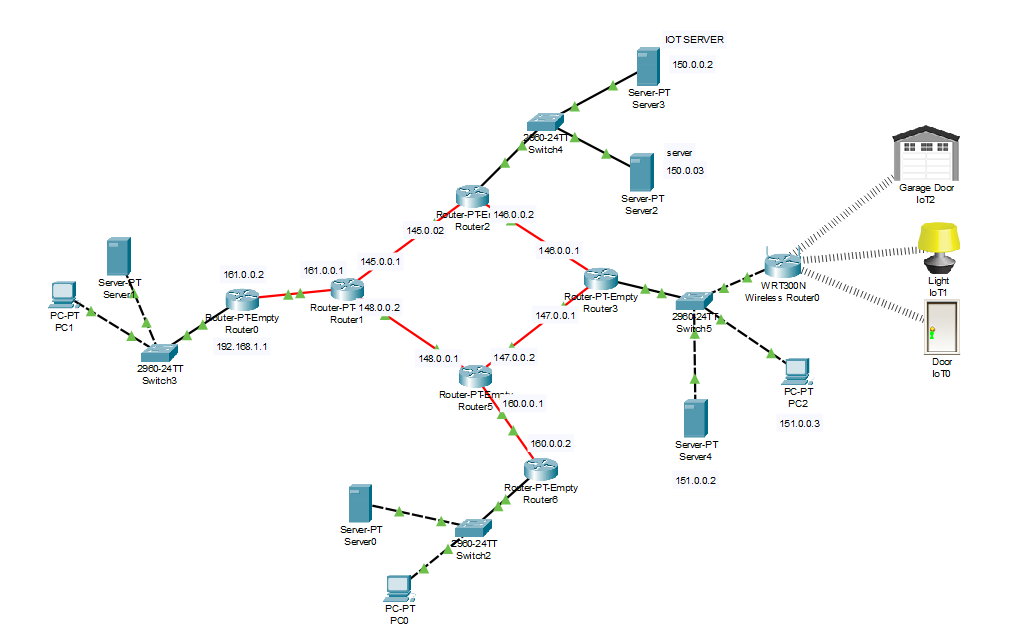 IOT SERVER
150.0.0.2
Server-PT
Server3
2960-24TT
Switch4
server
150.0.03
Server-PT
Server2
Garage Door
IoT2
146.0.0.2
Router2
145.0.02
146.0.0.1
145.0.0.1
161.0.0.1
161.0.0.2
Server-PT
PC-PT
PC1
Router-PT-Empty
Router0
192.168.1.1
148.0.0.2
Router1
Router-PT-Empty
Router3
147.0.0.1
WRT300N
Wireless Router0
Light
IoT1
2960-24TT
Switch5
2960-24TT
Switch3
148.0.0.1
147.0.0.2
Door
IoT0
Router5
160.0.0.1
PC-PT
PC2
151.0.0.3
160.0.0.2
Server-PT
Server4
151.0.0.2
Router-PT-Empty
Router6
Server-PT
Server0
2960-24TT
Switch2
PC-PT
PC0